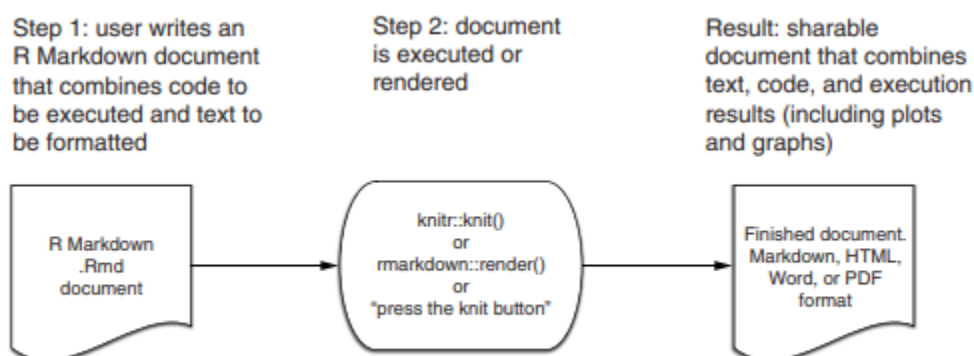 Step 1: user writes an
R Markdown document
that combines code to
be executed and text to
be formatted
Step 2: document
is executed or
rendered
Result: sharable
document that combines
text, code, and execution
results (including plots
and graphs)
R Markdown
.Rmd
document
knitr::knit()
or
rmarkdown::render()
or
“press the knit button”
Finished document.
Markdown, HTML,
Word, or PDF
format